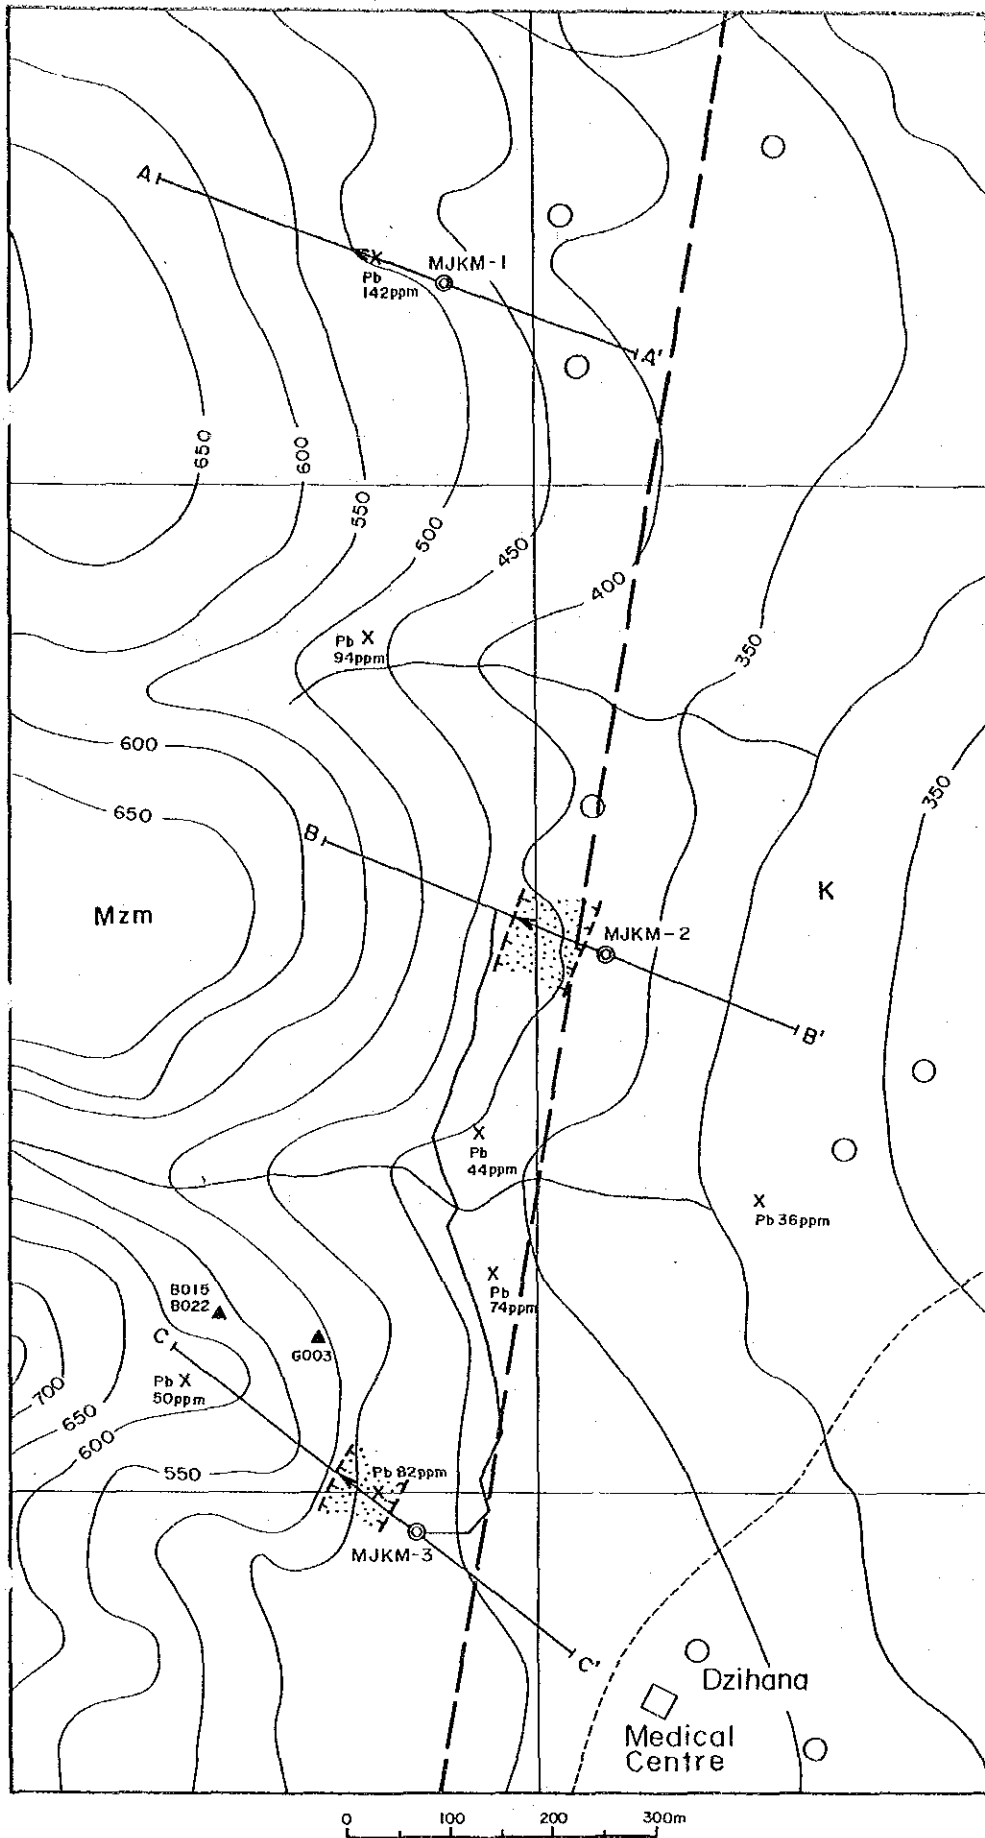 A
MJKM-1
Pb
142ppm
A'
650
600
550
500
450
400
350
Pb
94ppm
600
650
350
B
Mzm
K
MJKM-2
B'
Pb
44ppm
Pb 36ppm
B015
B022
Pb
74ppm
C
G003
Pb
50ppm
700
650
600
550
Pb 82ppm
MJKM-3
C'
Dzihana
Medical
Centre
0 100 200 300m